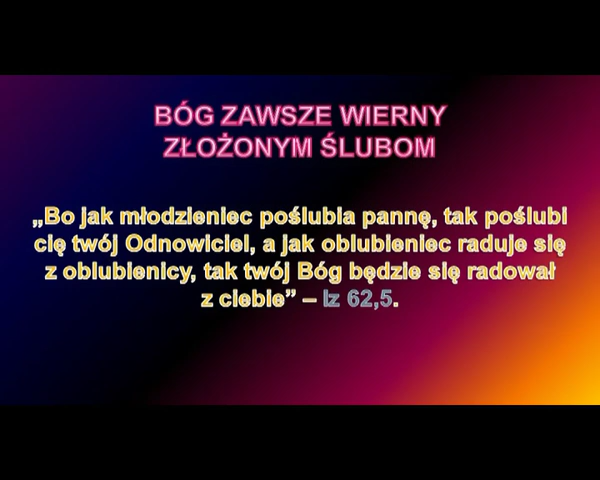 BÓG ZAWSZE WIERNY
ZŁOŻONYM ŚLUBOM
„Bo jak młodzieniec poślubia pannę, tak poślubi
cię twój Odnowiciel, a jak oblubieniec raduje się
z oblubienicy, tak twój Bóg będzie się radował
z ciebie” – Iz 62,5.